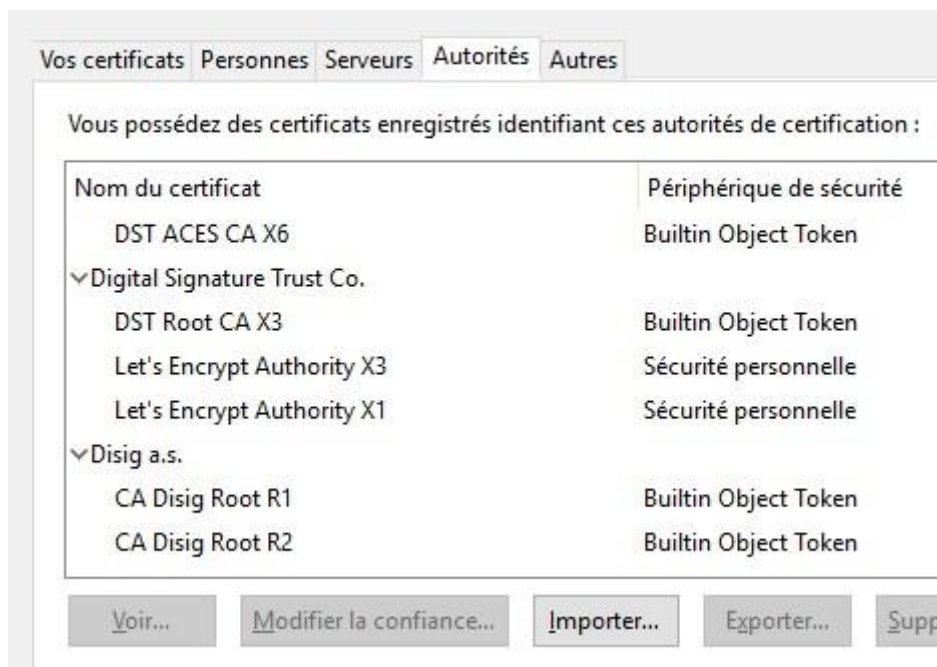 Vos certificats Personnes Serveurs Autorités Autres
Vous possédez des certificats enregistrés identifiant ces autorités de certification :
Nom du certificat Périphérique de sécurité
DST ACES CA X6 Builtin Object Token
Digital Signature Trust Co.
DST Root CA X3 Builtin Object Token
Let's Encrypt Authority X3 Sécurité personnelle
Let's Encrypt Authority X1 Sécurité personnelle
Disig a.s.
CA Disig Root R1 Builtin Object Token
CA Disig Root R2 Builtin Object Token
Voir... Modifier la confiance... Importer... Exporter... Supp